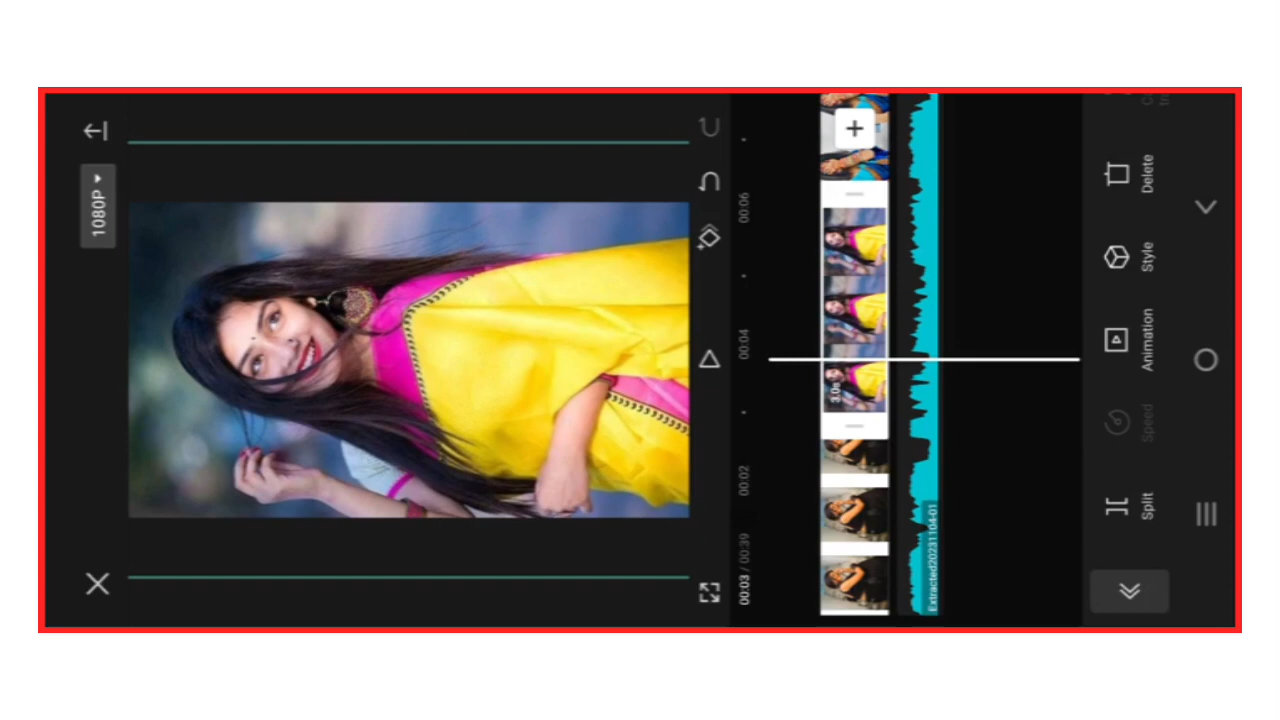 1080P
00:03 / 00:39
00:02
00:04
00:06
3.0s
Extracted20231104-01
Split
Speed
Animation
Style
Delete